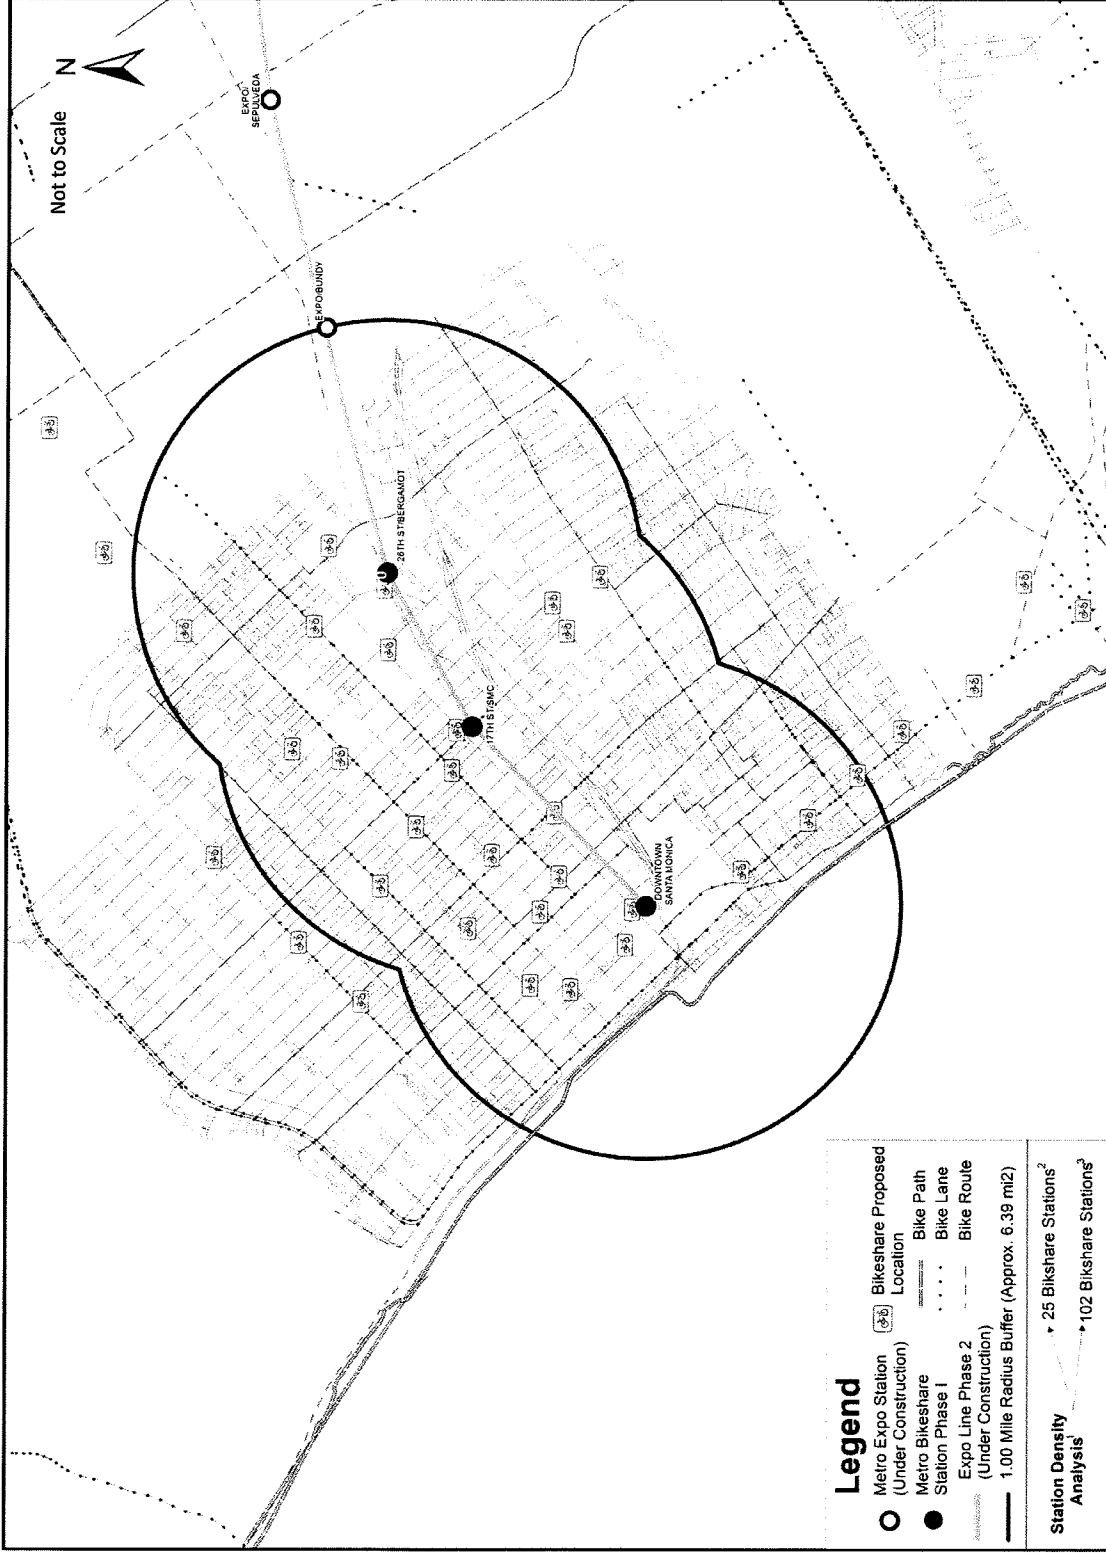 N
Not to Scale
EXPO/
SEPULVEDA
EXPO/BUNDY
26TH ST/BERGAMOT
17TH ST/SMC
DOWNTOWN
SANTA MONICA
Legend
Metro Expo Station
(Under Construction)
Bikeshare Proposed
Location
Metro Bikeshare
Station Phase I
Bike Path
Bike Lane
Expo Line Phase 2
(Under Construction)
Bike Route
1.00 Mile Radius Buffer (Approx. 6.39 mi2)
Station Density
Analysis1
25 Bikshare Stations2
102 Bikshare Stations3